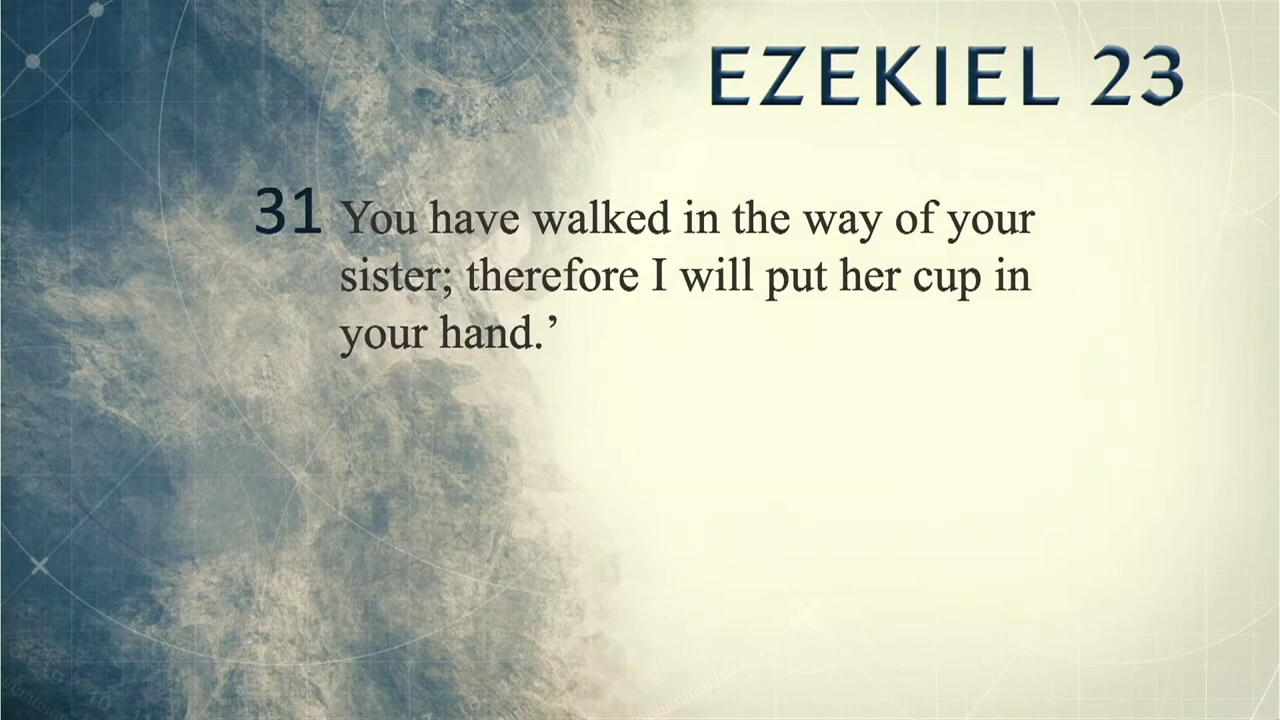 EZEKIEL 23
31 You have walked in the way of your
sister; therefore I will put her cup in
your hand.’